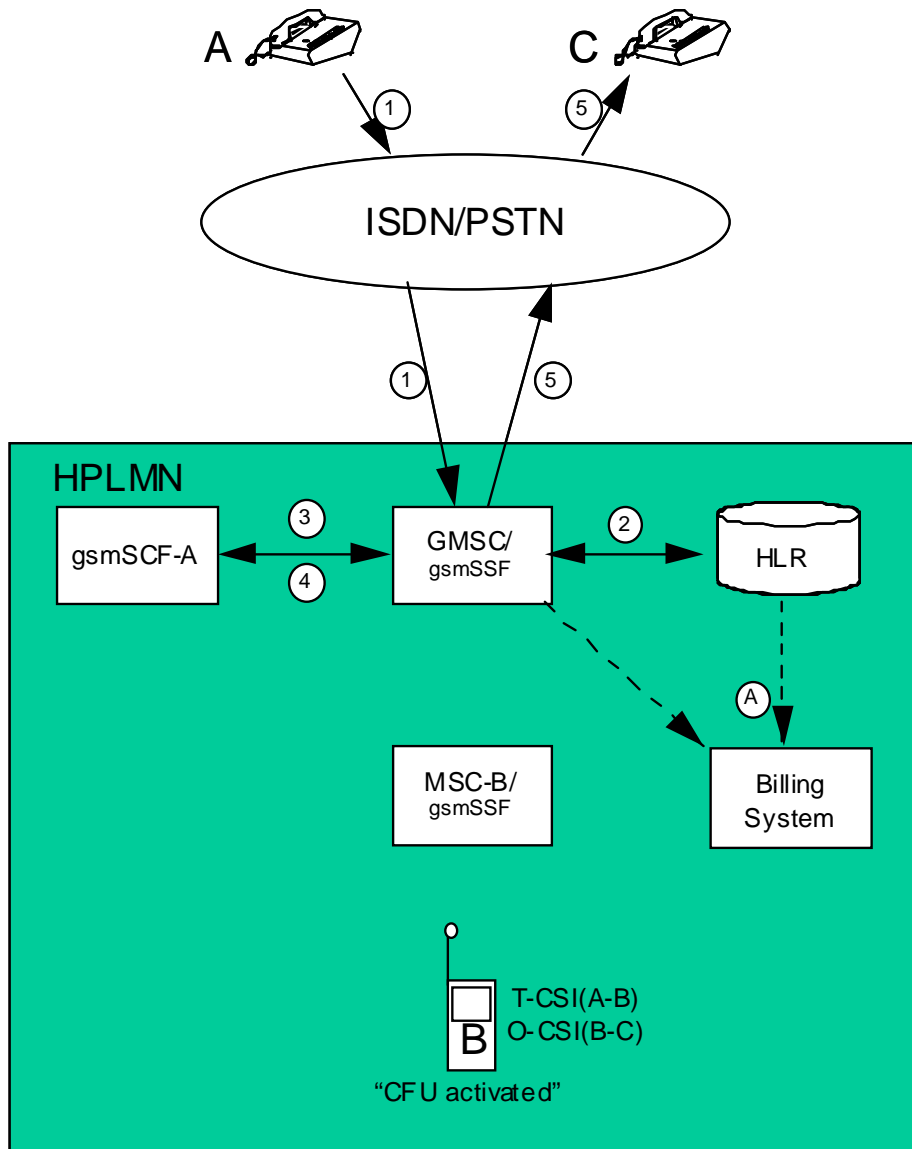 A
C
1
5
ISDN/PSTN
1
5
HPLMN
gsmSCF-A
3
4
GMSC/
gsmSSF
2
HLR
A
MSC-B/
gsmSSF
Billing
System
B
T-CSI(A-B)
O-CSI(B-C)
“CFU activated”